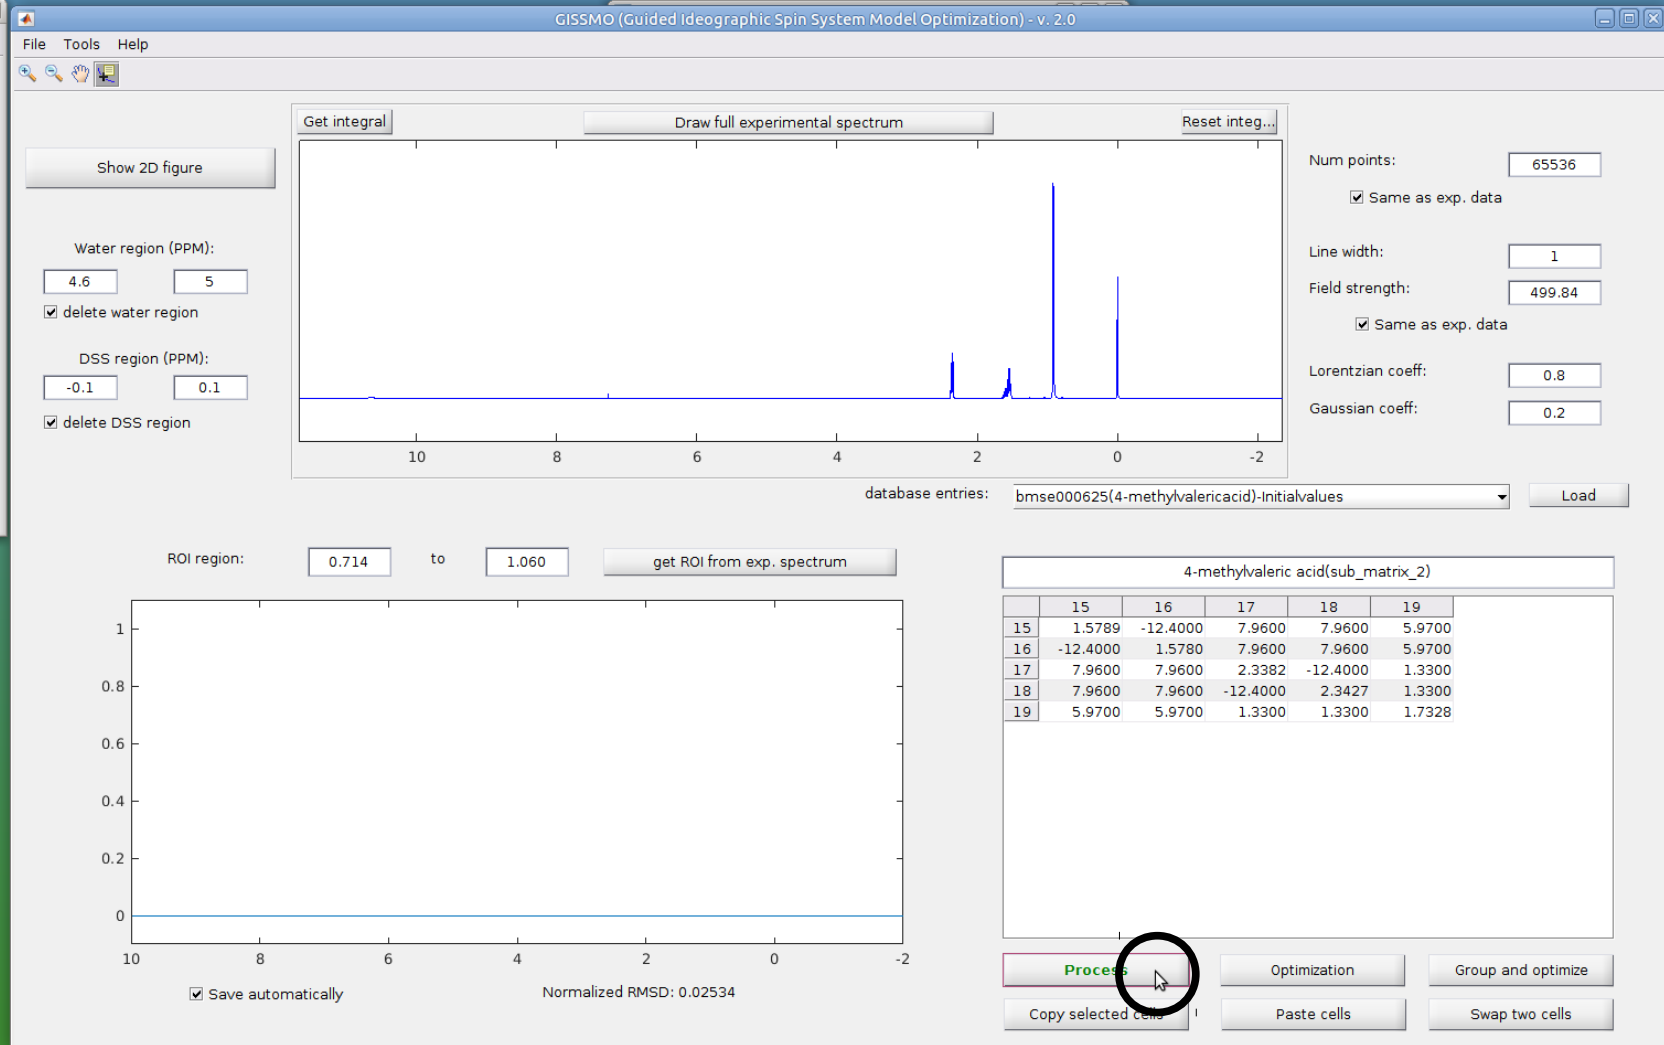 GISSMO (Guided Ideographic Spin System Model Optimization) - v. 2.0
File Tools Help
Get integral
Draw full experimental spectrum
Reset integ...
Show 2D figure
Water region (PPM):
4.6 5
delete water region
DSS region (PPM):
-0.1 0.1
delete DSS region
10 8 6 4 2 0 -2
Num points: 65536
Same as exp. data
Line width: 1
Field strength: 499.84
Same as exp. data
Lorentzian coeff: 0.8
Gaussian coeff: 0.2
database entries: bmse000625(4-methylvalericacid)-Initialvalues Load
ROI region: 0.714 to 1.060 get ROI from exp. spectrum
1
0.8
0.6
0.4
0.2
0
10 8 6 4 2 0 -2
Save automatically
Normalized RMSD: 0.02534
4-methylvaleric acid(sub_matrix_2)
15 16 17 18 19
15 1.5789 -12.4000 7.9600 7.9600 5.9700
16 -12.4000 1.5780 7.9600 7.9600 5.9700
17 7.9600 7.9600 2.3382 -12.4000 1.3300
18 7.9600 7.9600 -12.4000 2.3427 1.3300
19 5.9700 5.9700 1.3300 1.3300 1.7328
Process Optimization Group and optimize
Copy selected cells Paste cells Swap two cells